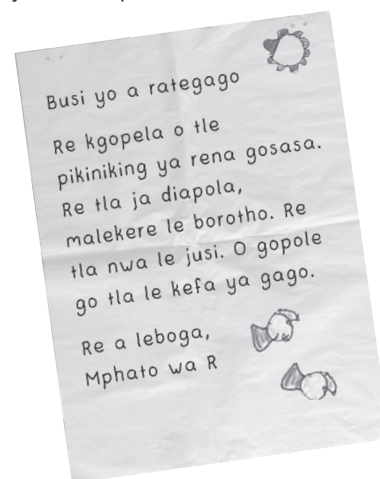 Busi yo a rategago
Re kgopela o tle
pikiniking ya rena gosasa.
Re tla ja diapola,
malekere le borotho. Re
tla nwa le jusi. O gopole
go tla le kefa ya gago.
Re a leboga,
Mphato wa R